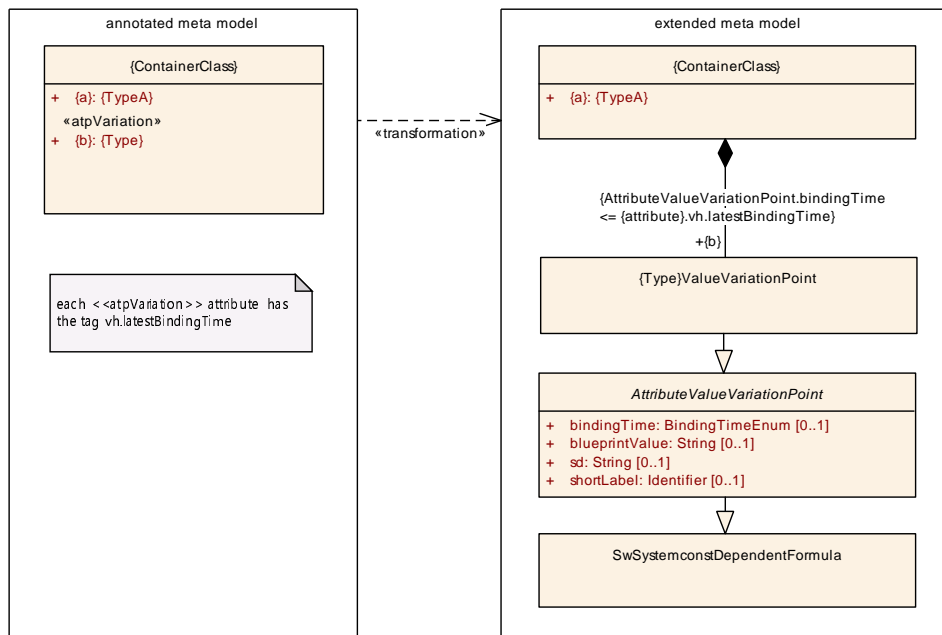 annotated meta model
{ContainerClass}
+ {a}: {TypeA}
«atpVariation»
+ {b}: {Type}
each <<atpVariation>> attribute has
the tag vh.latestBindingTime
«transformation»
extended meta model
{ContainerClass}
+ {a}: {TypeA}
{AttributeValueVariationPoint.bindingTime
<= {attribute}.vh.latestBindingTime}
+{b}
{Type}ValueVariationPoint
AttributeValueVariationPoint
+ bindingTime: BindingTimeEnum [0..1]
+ blueprintValue: String [0..1]
+ sd: String [0..1]
+ shortLabel: Identifier [0..1]
SwSystemconstDependentFormula